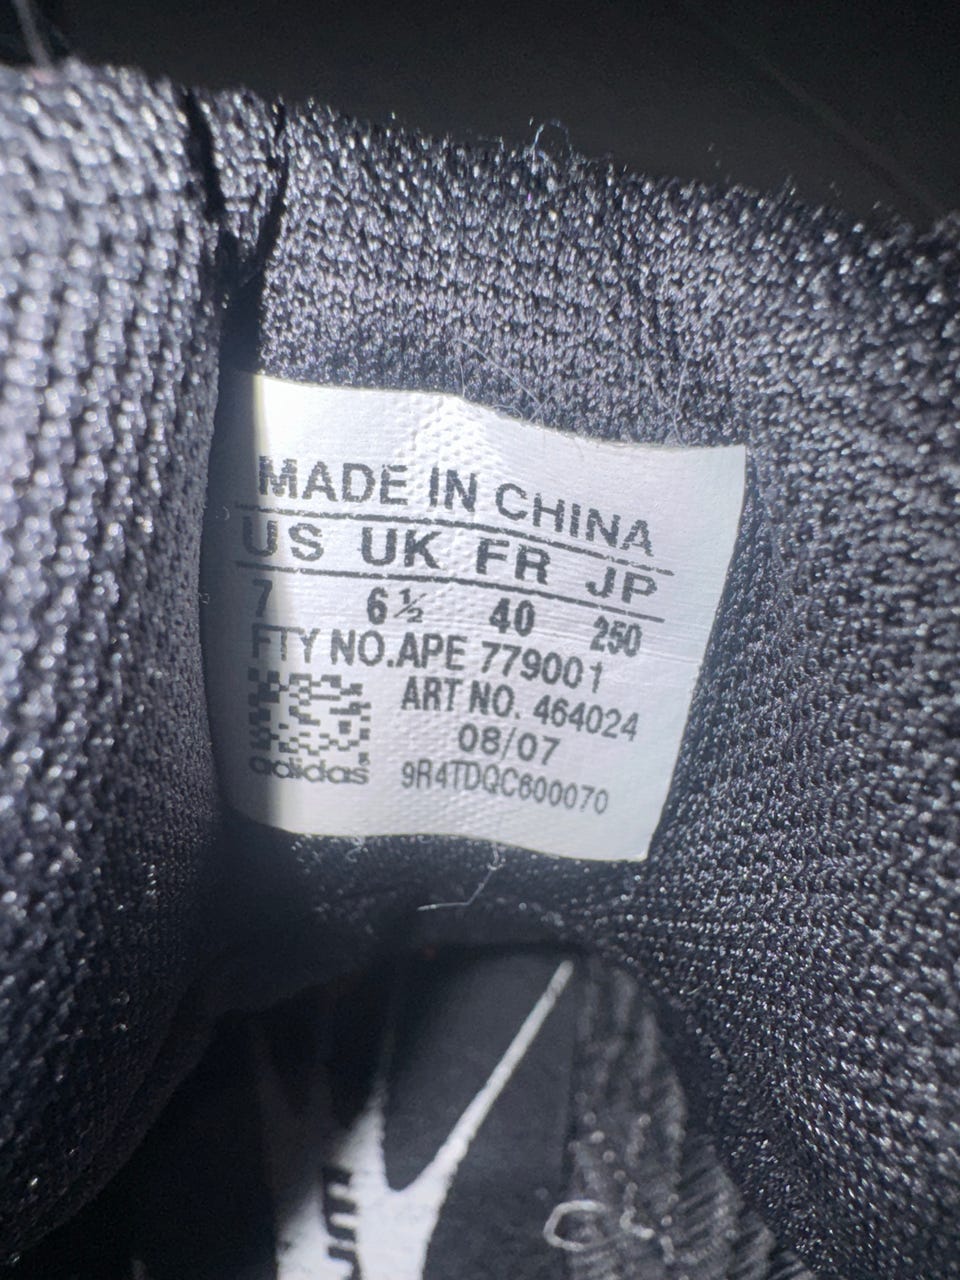 MADE IN CHINA
US UK FR JP
7 6½ 40 250
FTY NO.APE 779001
ART NO. 464024
08/07
adidas 9R4TDQC600070